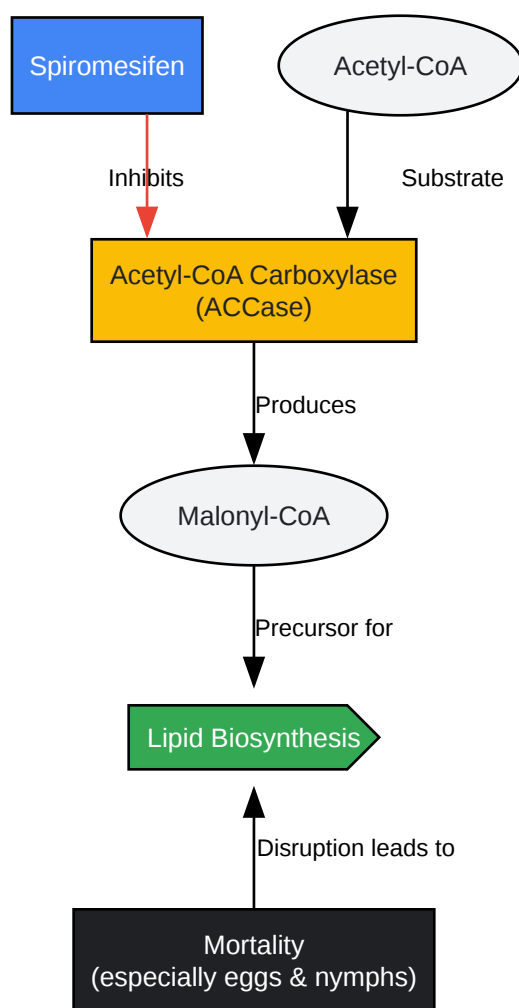 Spiromesifen
Acetyl-CoA
Inhibits
Substrate
Acetyl-CoA Carboxylase
(ACCase)
Produces
Malonyl-CoA
Precursor for
Lipid Biosynthesis
Disruption leads to
Mortality
(especially eggs & nymphs)